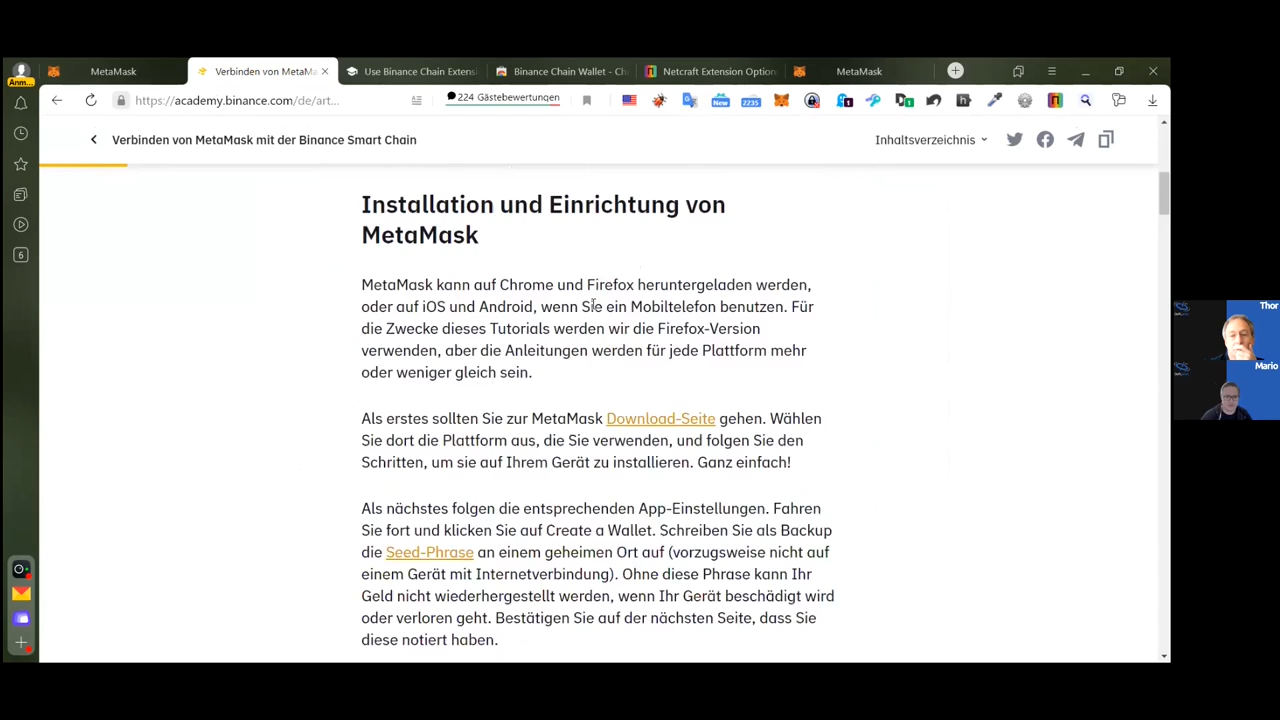 MetaMask
Verbinden von MetaMa
Use Binance Chain Extensi
Binance Chain Wallet - Ch
Netcraft Extension Option
MetaMask
Anm...
https://academy.binance.com/de/art...
224 Gästebewertungen
New
2235
1
1
6
Verbinden von MetaMask mit der Binance Smart Chain
Inhaltsverzeichnis
Installation und Einrichtung von
MetaMask
MetaMask kann auf Chrome und Firefox heruntergeladen werden,
oder auf iOS und Android, wenn Sie ein Mobiltelefon benutzen. Für
die Zwecke dieses Tutorials werden wir die Firefox-Version
verwenden, aber die Anleitungen werden für jede Plattform mehr
oder weniger gleich sein.
Als erstes sollten Sie zur MetaMask Download-Seite gehen. Wählen
Sie dort die Plattform aus, die Sie verwenden, und folgen Sie den
Schritten, um sie auf Ihrem Gerät zu installieren. Ganz einfach!
Als nächstes folgen die entsprechenden App-Einstellungen. Fahren
Sie fort und klicken Sie auf Create a Wallet. Schreiben Sie als Backup
die Seed-Phrase an einem geheimen Ort auf (vorzugsweise nicht auf
einem Gerät mit Internetverbindung). Ohne diese Phrase kann Ihr
Geld nicht wiederhergestellt werden, wenn Ihr Gerät beschädigt wird
oder verloren geht. Bestätigen Sie auf der nächsten Seite, dass Sie
diese notiert haben.
Thor
Mario